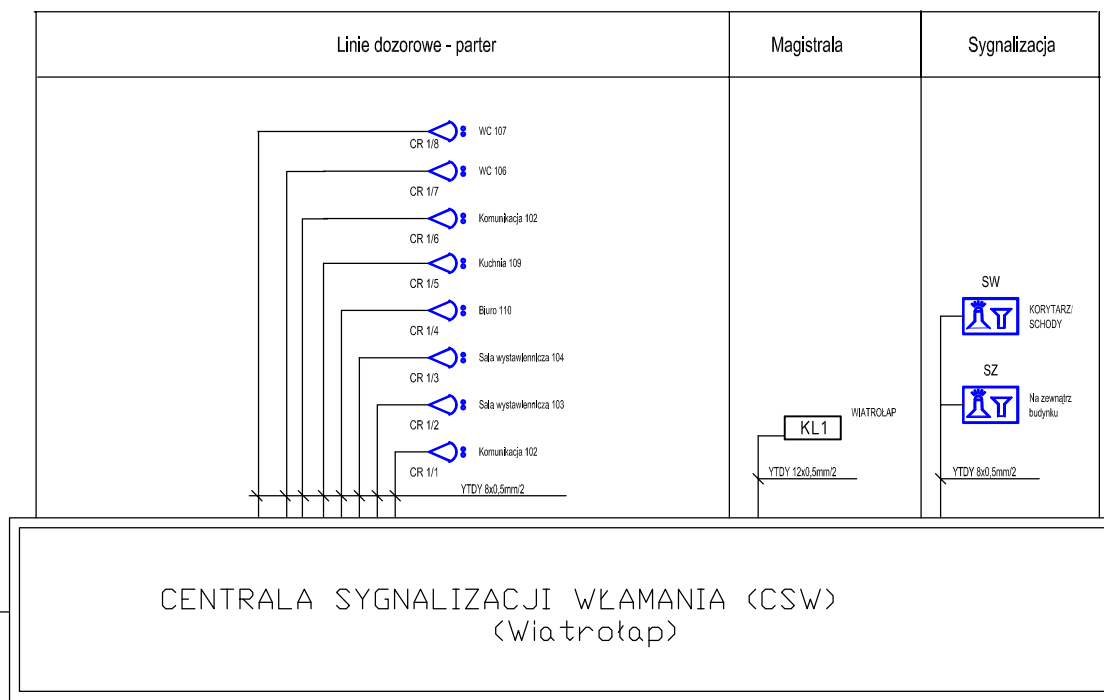 Linie dozorowe - parter
Magistrala
Sygnalizacja
WC 107
CR 1/8
WC 106
CR 1/7
Komunikacja 102
CR 1/6
Kuchnia 109
CR 1/5
Biuro 110
CR 1/4
Sala wystawiennicza 104
CR 1/3
Sala wystawiennicza 103
CR 1/2
Komunikacja 102
CR 1/1
YTDY 8x0,5mm/2
WIATROŁAP
KL1
YTDY 12x0,5mm/2
SW
KORYTARZ/
SCHODY
SZ
Na zewnątrz
budynku
YTDY 8x0,5mm/2
CENTRALA SYGNALIZACJI WŁAMANIA (CSW)
(Wiatrołap)